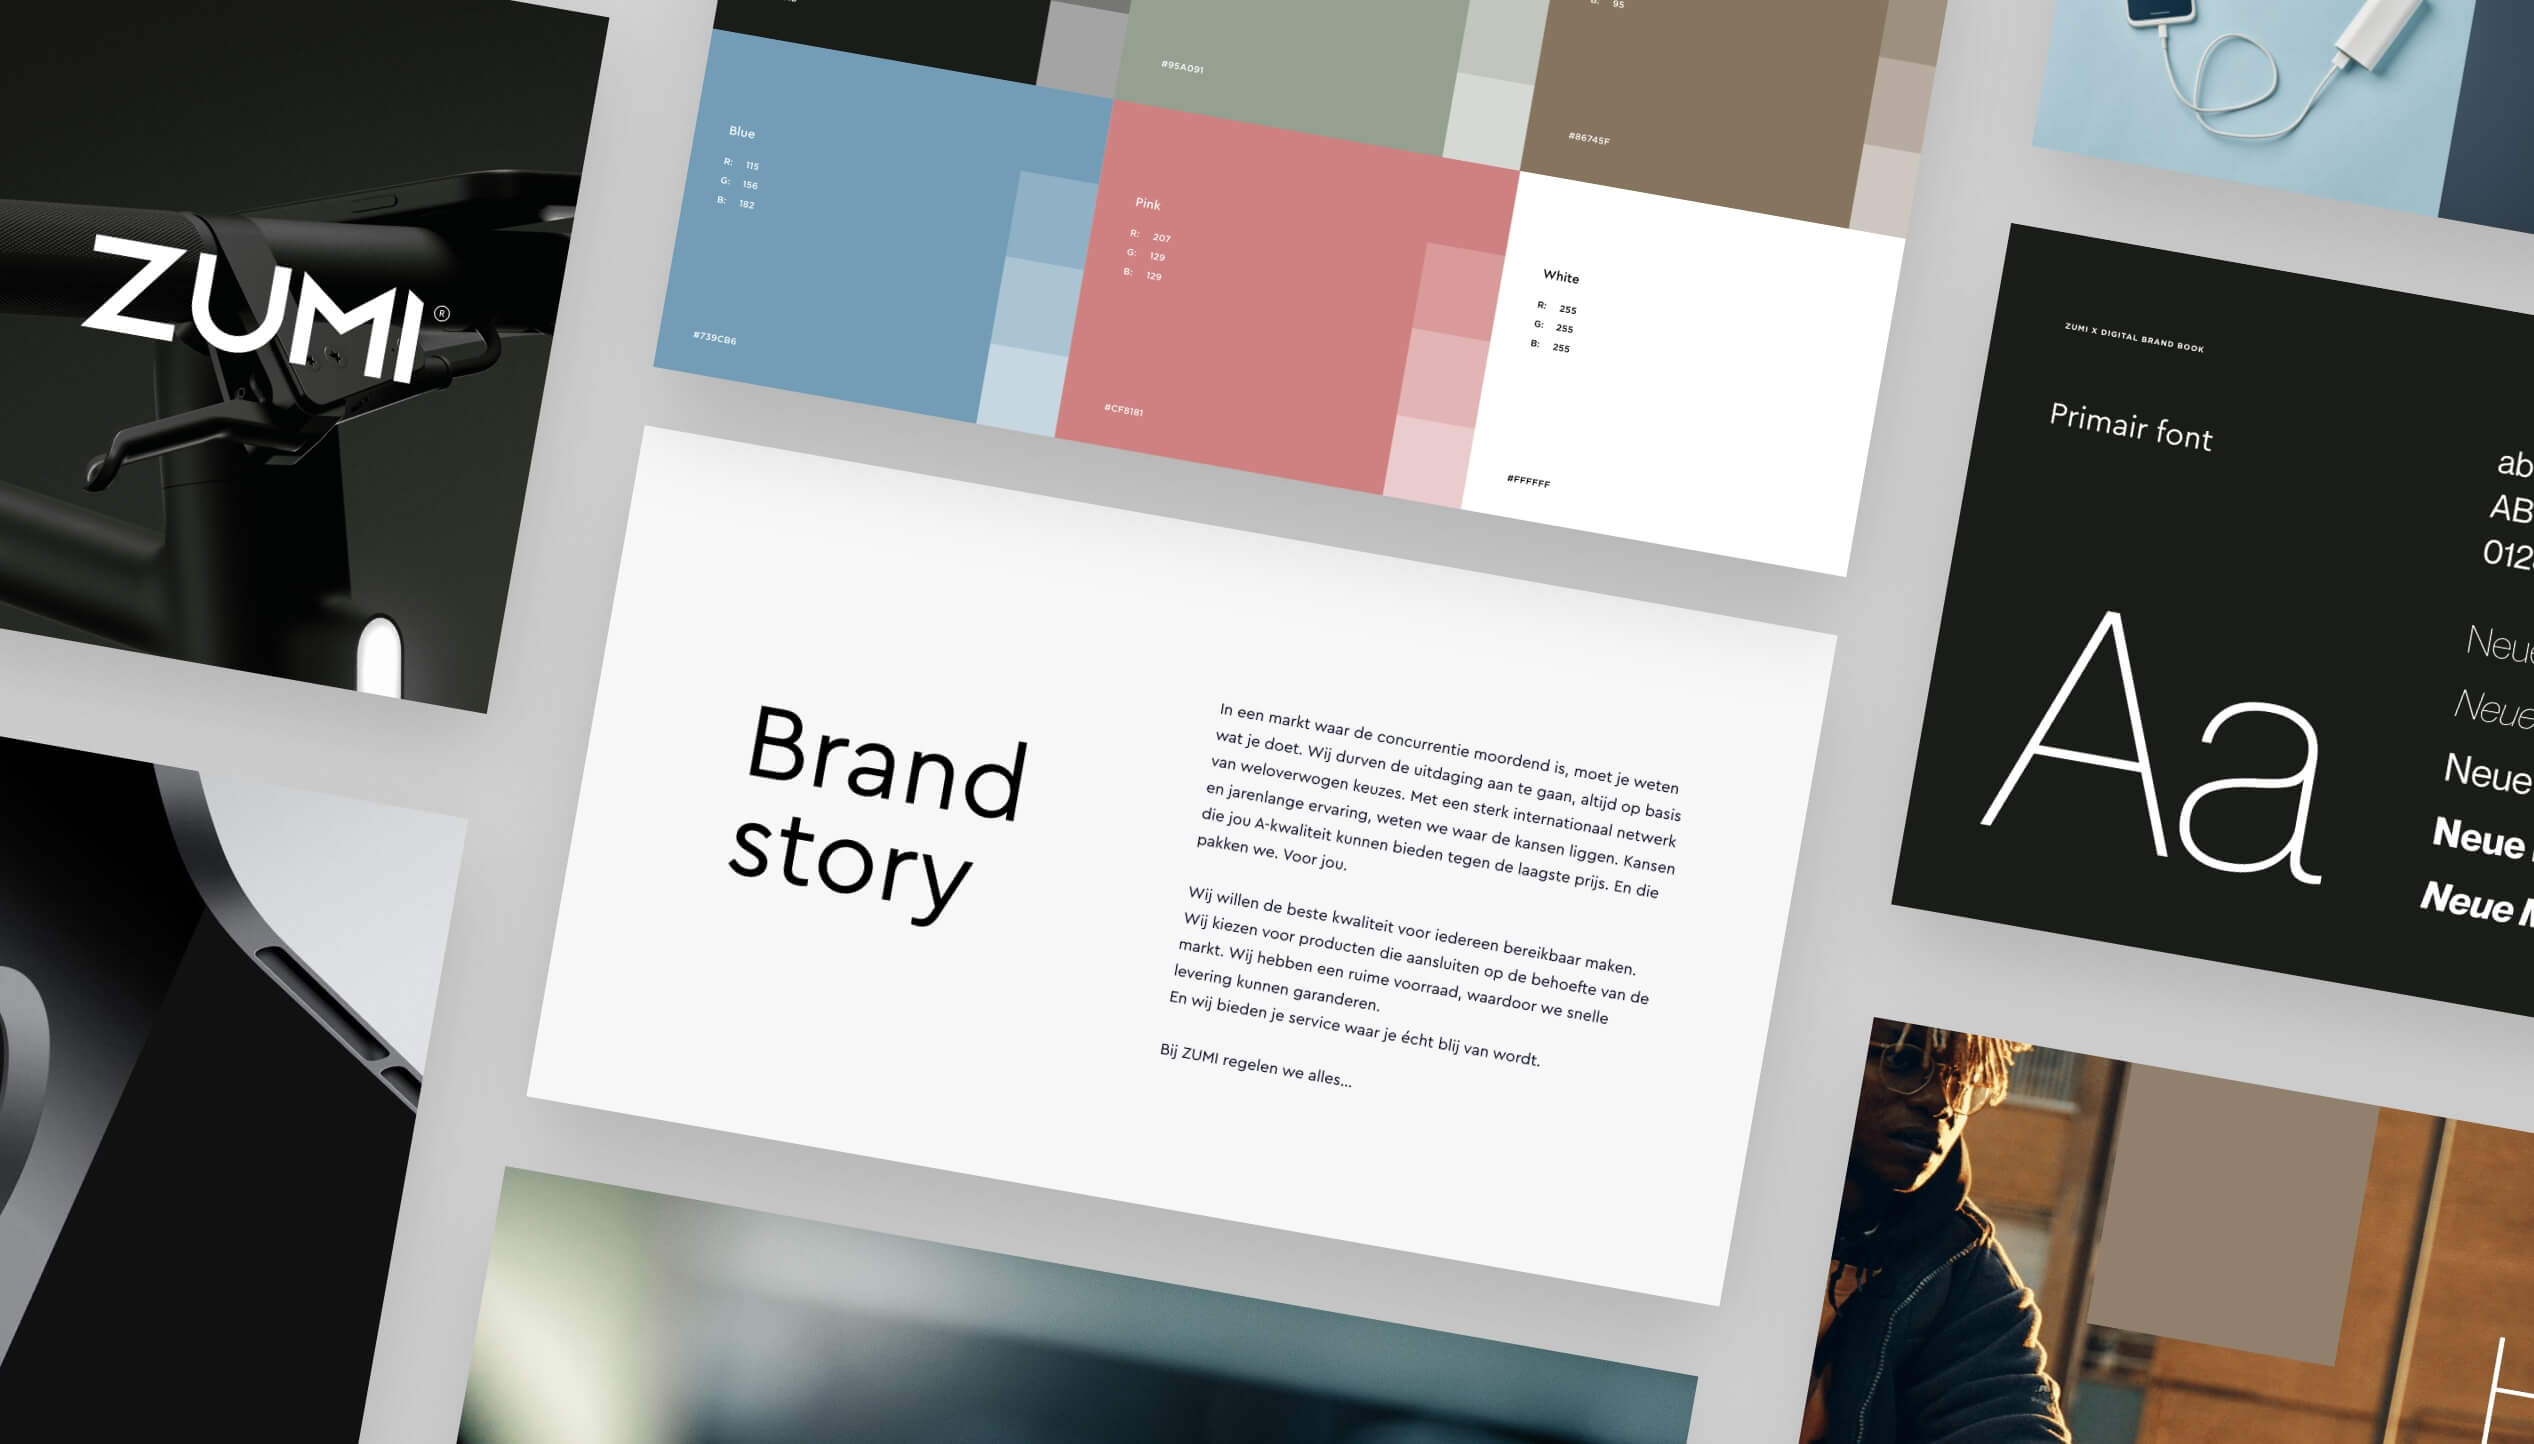 ZUMI®
#95A091
95
#86745F
Blue
R: 115
G: 156
B: 182
#739CB6
Pink
R: 207
G: 129
B: 129
#CF8181
White
R: 255
G: 255
B: 255
#FFFFFF
Brand
story
In een markt waar de concurrentie moordend is, moet je weten
wat je doet. Wij durven de uitdaging aan te gaan, altijd op basis
van weloverwogen keuzes. Met een sterk internationaal netwerk
en jarenlange ervaring, weten we waar de kansen liggen. Kansen
die jou A-kwaliteit kunnen bieden tegen de laagste prijs. En die
pakken we. Voor jou.
Wij willen de beste kwaliteit voor iedereen bereikbaar maken.
Wij kiezen voor producten die aansluiten op de behoefte van de
markt. Wij hebben een ruime voorraad, waardoor we snelle
levering kunnen garanderen.
En wij bieden je service waar je écht blij van wordt.
Bij ZUMI regelen we alles...
ZUMI X DIGITAL BRAND BOOK
Primair font
ab
AB
012
Aa
Neue
Neue
Neue
Neue
Neue M